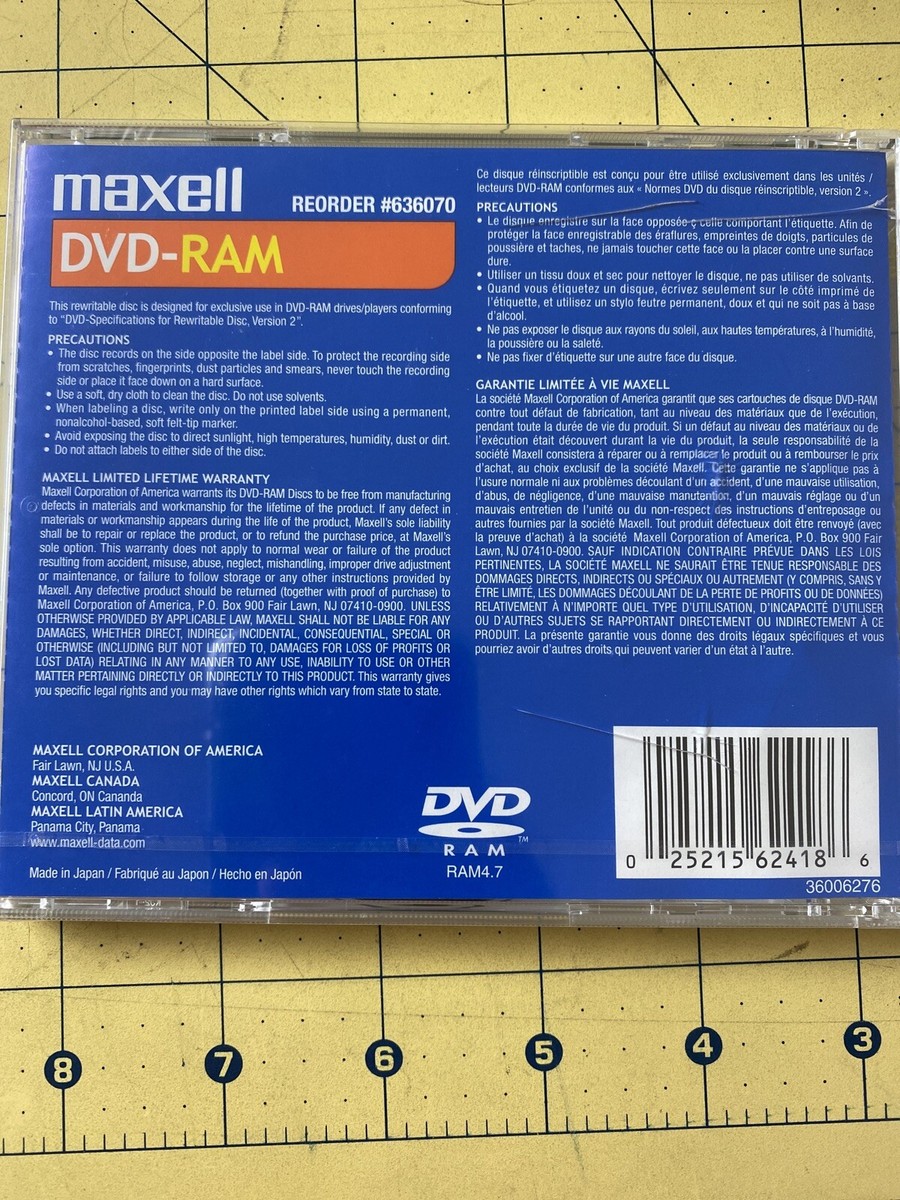 maxell
REORDER #636070
DVD-RAM
This rewritable disc is designed for exclusive use in DVD-RAM drives/players conforming
to "DVD-Specifications for Rewritable Disc, Version 2".
PRECAUTIONS
• The disc records on the side opposite the label side. To protect the recording side
from scratches, fingerprints, dust particles and smears, never touch the recording
side or place it face down on a hard surface.
• Use a soft, dry cloth to clean the disc. Do not use solvents.
• When labeling a disc, write only on the printed label side using a permanent,
nonalcohol-based, soft felt-tip marker.
• Avoid exposing the disc to direct sunlight, high temperatures, humidity, dust or dirt.
• Do not attach labels to either side of the disc.
MAXELL LIMITED LIFETIME WARRANTY
Maxell Corporation of America warrants its DVD-RAM Discs to be free from manufacturing
defects in materials and workmanship for the lifetime of the product. If any defect in
materials or workmanship appears during the life of the product, Maxell's sole liability
shall be to repair or replace the product, or to refund the purchase price, at Maxell's
sole option. This warranty does not apply to normal wear or failure of the product
resulting from accident, misuse, abuse, neglect, mishandling, improper drive adjustment
or maintenance, or failure to follow storage or any other instructions provided by
Maxell. Any defective product should be returned (together with proof of purchase) to
Maxell Corporation of America, P.O. Box 900 Fair Lawn, NJ 07410-0900. UNLESS
OTHERWISE PROVIDED BY APPLICABLE LAW, MAXELL SHALL NOT BE LIABLE FOR ANY
DAMAGES, WHETHER DIRECT, INDIRECT, INCIDENTAL, CONSEQUENTIAL, SPECIAL OR
OTHERWISE (INCLUDING BUT NOT LIMITED TO, DAMAGES FOR LOSS OF PROFITS OR
LOST DATA) RELATING IN ANY MANNER TO ANY USE, INABILITY TO USE OR OTHER
MATTER PERTAINING DIRECTLY OR INDIRECTLY TO THIS PRODUCT. This warranty gives
you specific legal rights and you may have other rights which vary from state to state.
MAXELL CORPORATION OF AMERICA
Fair Lawn, NJ U.S.A.
MAXELL CANADA
Concord, ON Cananda
MAXELL LATIN AMERICA
Panama City, Panama
www.maxell-data.com
Made in Japan / Fabriqué au Japon / Hecho en Japón
Ce disque réinscriptible est conçu pour être utilisé exclusivement dans les unités /
lecteurs DVD-RAM conformes aux « Normes DVD du disque réinscriptible, version 2 ».
PRECAUTIONS
• Le disque enregistre sur la face opposée ç celle comportant l'étiquette. Afin de
protéger la face enregistrable des éraflures, empreintes de doigts, particules de
poussière et taches, ne jamais toucher cette face ou la placer contre une surface
dure.
• Utiliser un tissu doux et sec pour nettoyer le disque, ne pas utiliser de solvants.
• Quand vous étiquetez un disque, écrivez seulement sur le côté imprimé de
l'étiquette, et utilisez un stylo feutre permanent, doux et qui ne soit pas à base
d'alcool.
• Ne pas exposer le disque aux rayons du soleil, aux hautes températures, à l'humidité,
la poussière ou la saleté.
• Ne pas fixer d'étiquette sur une autre face du disque.
GARANTIE LIMITÉE À VIE MAXELL
La société Maxell Corporation of America garantit que ses cartouches de disque DVD-RAM
contre tout défaut de fabrication, tant au niveau des matériaux que de l'exécution,
pendant toute la durée de vie du produit. Si un défaut au niveau des matériaux ou de
l'exécution était découvert durant la vie du produit, la seule responsabilité de la
société Maxell consistera à réparer ou à remplacer le produit ou à rembourser le prix
d'achat, au choix exclusif de la société Maxell. Cette garantie ne s'applique pas à
l'usure normale ni aux problèmes découlant d'un accident, d'une mauvaise utilisation,
d'abus, de négligence, d'une mauvaise manutention, d'un mauvais réglage ou d'un
mauvais entretien de l'unité ou du non-respect des instructions d'entreposage ou
autres fournies par la société Maxell. Tout produit défectueux doit être renvoyé (avec
la preuve d'achat) à la société Maxell Corporation of America, P.O. Box 900 Fair
Lawn, NJ 07410-0900. SAUF INDICATION CONTRAIRE PRÉVUE DANS LES LOIS
PERTINENTES, LA SOCIÉTÉ MAXELL NE SAURAIT ÊTRE TENUE RESPONSABLE DES
DOMMAGES DIRECTS, INDIRECTS OU SPÉCIAUX OU AUTREMENT (Y COMPRIS, SANS Y
ÊTRE LIMITÉ, LES DOMMAGES DÉCOULANT DE LA PERTE DE PROFITS OU DE DONNÉES)
RELATIVEMENT À N'IMPORTE QUEL TYPE D'UTILISATION, D'INCAPACITÉ D'UTILISER
OU D'AUTRES SUJETS SE RAPPORTANT DIRECTEMENT OU INDIRECTEMENT À CE
PRODUIT. La présente garantie vous donne des droits légaux spécifiques et vous
pourriez avoir d'autres droits qui peuvent varier d'un état à l'autre.
DVD
TM
RAM
RAM4.7
0 25215 62418 6
36006276
8 7 6 5 4 3